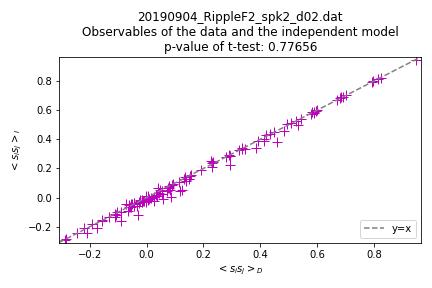 20190904_RippleF2_spk2_d02.dat
Observables of the data and the independent model
p-value of t-test: 0.77656
0.8
0.6
0.4
0.2
0.0
−0.2
< s_i s_j >_I
y=x
−0.2 0.0 0.2 0.4 0.6 0.8
< s_i s_j >_D